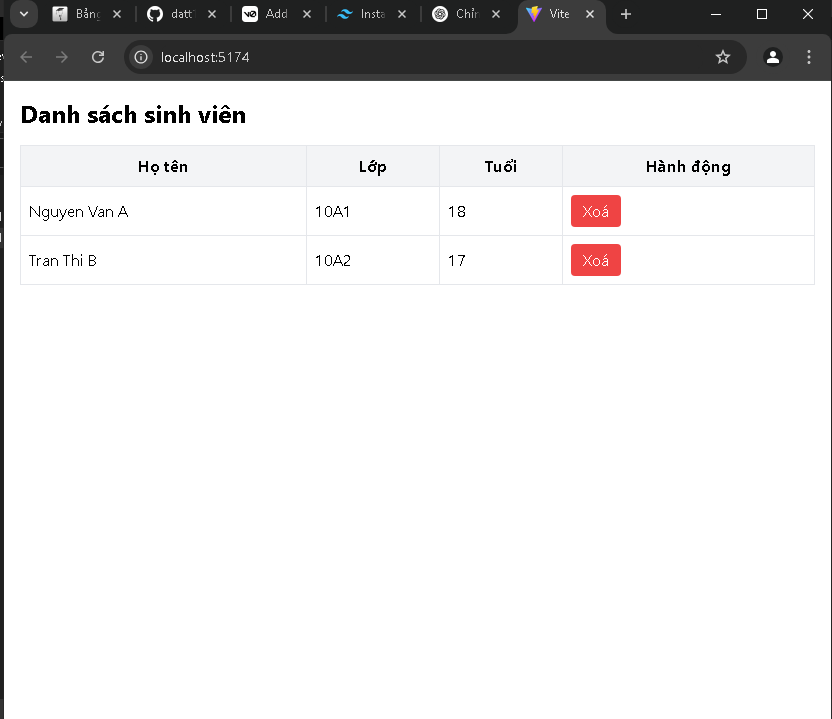 Bảng
datt
v0 Add
Insta
Chỉn
Vite
localhost:5174
Danh sách sinh viên
Họ tên Lớp Tuổi Hành động
Nguyen Van A 10A1 18 Xoá
Tran Thi B 10A2 17 Xoá